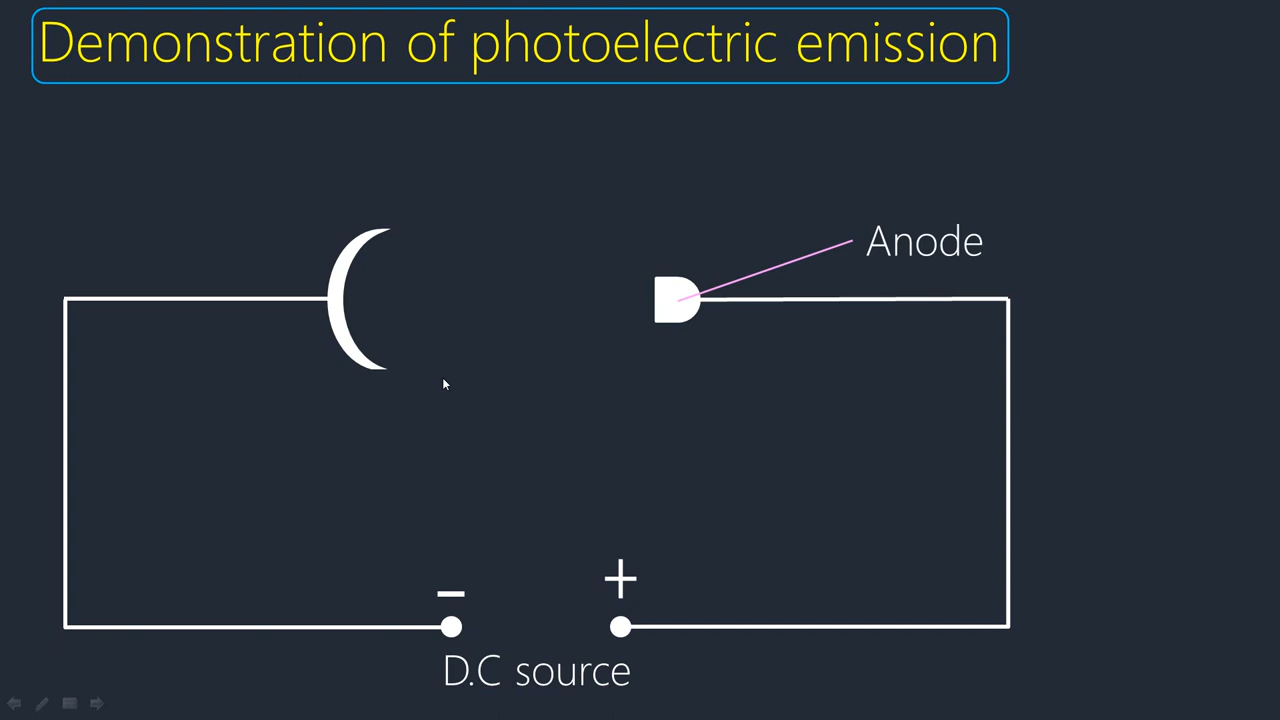 Demonstration of photoelectric emission
Anode
– +
D.C source